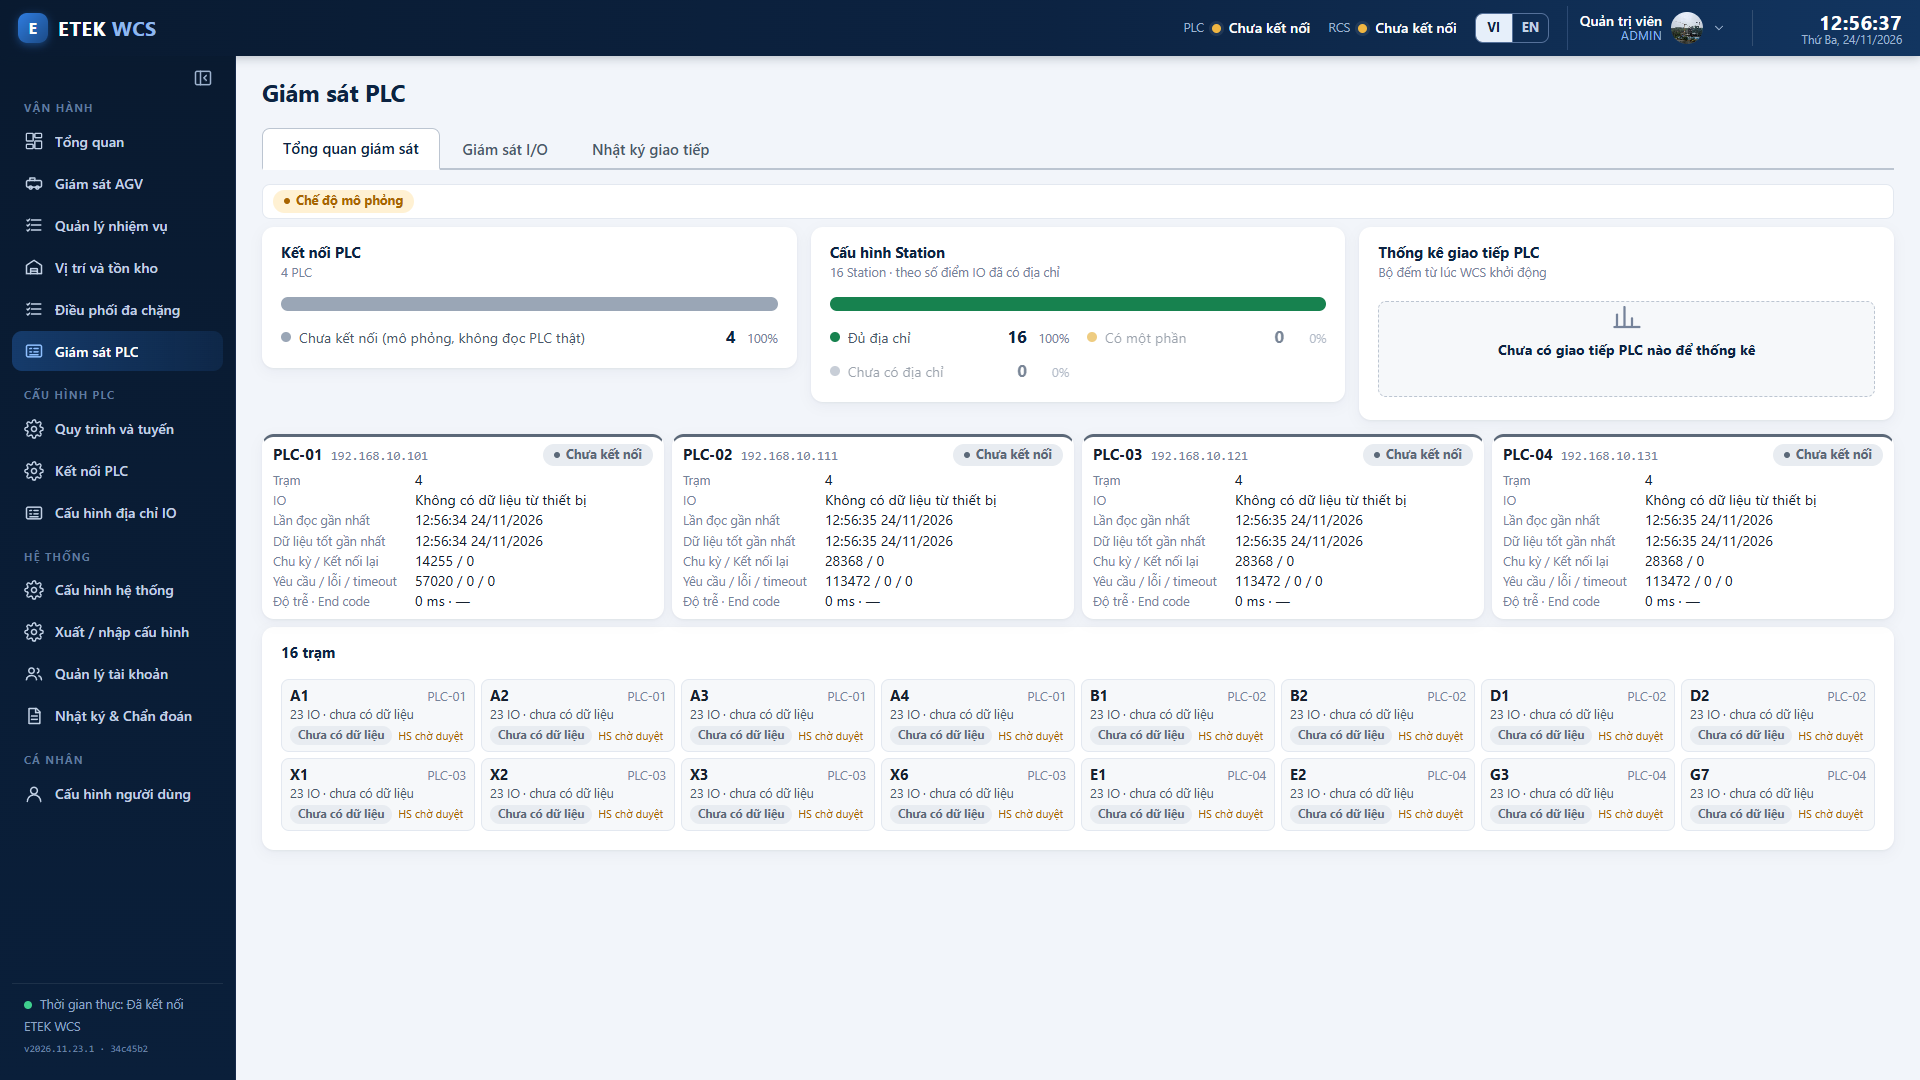 E ETEK WCS
PLC Chưa kết nối RCS Chưa kết nối VI EN
Quản trị viên
ADMIN
12:56:37
Thứ Ba, 24/11/2026
VẬN HÀNH
Tổng quan
Giám sát AGV
Quản lý nhiệm vụ
Vị trí và tồn kho
Điều phối đa chặng
Giám sát PLC
CẤU HÌNH PLC
Quy trình và tuyến
Kết nối PLC
Cấu hình địa chỉ IO
HỆ THỐNG
Cấu hình hệ thống
Xuất / nhập cấu hình
Quản lý tài khoản
Nhật ký & Chẩn đoán
CÁ NHÂN
Cấu hình người dùng
Thời gian thực: Đã kết nối
ETEK WCS
v2026.11.23.1 · 34c45b2
Giám sát PLC
Tổng quan giám sát Giám sát I/O Nhật ký giao tiếp
Chế độ mô phỏng
Kết nối PLC
4 PLC
Chưa kết nối (mô phỏng, không đọc PLC thật) 4 100%
Cấu hình Station
16 Station · theo số điểm IO đã có địa chỉ
Đủ địa chỉ 16 100% Có một phần 0 0%
Chưa có địa chỉ 0 0%
Thống kê giao tiếp PLC
Bộ đếm từ lúc WCS khởi động
Chưa có giao tiếp PLC nào để thống kê
PLC-01 192.168.10.101 Chưa kết nối
Trạm 4
IO Không có dữ liệu từ thiết bị
Lần đọc gần nhất 12:56:34 24/11/2026
Dữ liệu tốt gần nhất 12:56:34 24/11/2026
Chu kỳ / Kết nối lại 14255 / 0
Yêu cầu / lỗi / timeout 57020 / 0 / 0
Độ trễ · End code 0 ms · —
PLC-02 192.168.10.111 Chưa kết nối
Trạm 4
IO Không có dữ liệu từ thiết bị
Lần đọc gần nhất 12:56:35 24/11/2026
Dữ liệu tốt gần nhất 12:56:35 24/11/2026
Chu kỳ / Kết nối lại 28368 / 0
Yêu cầu / lỗi / timeout 113472 / 0 / 0
Độ trễ · End code 0 ms · —
PLC-03 192.168.10.121 Chưa kết nối
Trạm 4
IO Không có dữ liệu từ thiết bị
Lần đọc gần nhất 12:56:35 24/11/2026
Dữ liệu tốt gần nhất 12:56:35 24/11/2026
Chu kỳ / Kết nối lại 28368 / 0
Yêu cầu / lỗi / timeout 113472 / 0 / 0
Độ trễ · End code 0 ms · —
PLC-04 192.168.10.131 Chưa kết nối
Trạm 4
IO Không có dữ liệu từ thiết bị
Lần đọc gần nhất 12:56:35 24/11/2026
Dữ liệu tốt gần nhất 12:56:35 24/11/2026
Chu kỳ / Kết nối lại 28368 / 0
Yêu cầu / lỗi / timeout 113472 / 0 / 0
Độ trễ · End code 0 ms · —
16 trạm
A1 PLC-01
23 IO · chưa có dữ liệu
Chưa có dữ liệu HS chờ duyệt
A2 PLC-01
23 IO · chưa có dữ liệu
Chưa có dữ liệu HS chờ duyệt
A3 PLC-01
23 IO · chưa có dữ liệu
Chưa có dữ liệu HS chờ duyệt
A4 PLC-01
23 IO · chưa có dữ liệu
Chưa có dữ liệu HS chờ duyệt
B1 PLC-02
23 IO · chưa có dữ liệu
Chưa có dữ liệu HS chờ duyệt
B2 PLC-02
23 IO · chưa có dữ liệu
Chưa có dữ liệu HS chờ duyệt
D1 PLC-02
23 IO · chưa có dữ liệu
Chưa có dữ liệu HS chờ duyệt
D2 PLC-02
23 IO · chưa có dữ liệu
Chưa có dữ liệu HS chờ duyệt
X1 PLC-03
23 IO · chưa có dữ liệu
Chưa có dữ liệu HS chờ duyệt
X2 PLC-03
23 IO · chưa có dữ liệu
Chưa có dữ liệu HS chờ duyệt
X3 PLC-03
23 IO · chưa có dữ liệu
Chưa có dữ liệu HS chờ duyệt
X6 PLC-03
23 IO · chưa có dữ liệu
Chưa có dữ liệu HS chờ duyệt
E1 PLC-04
23 IO · chưa có dữ liệu
Chưa có dữ liệu HS chờ duyệt
E2 PLC-04
23 IO · chưa có dữ liệu
Chưa có dữ liệu HS chờ duyệt
G3 PLC-04
23 IO · chưa có dữ liệu
Chưa có dữ liệu HS chờ duyệt
G7 PLC-04
23 IO · chưa có dữ liệu
Chưa có dữ liệu HS chờ duyệt